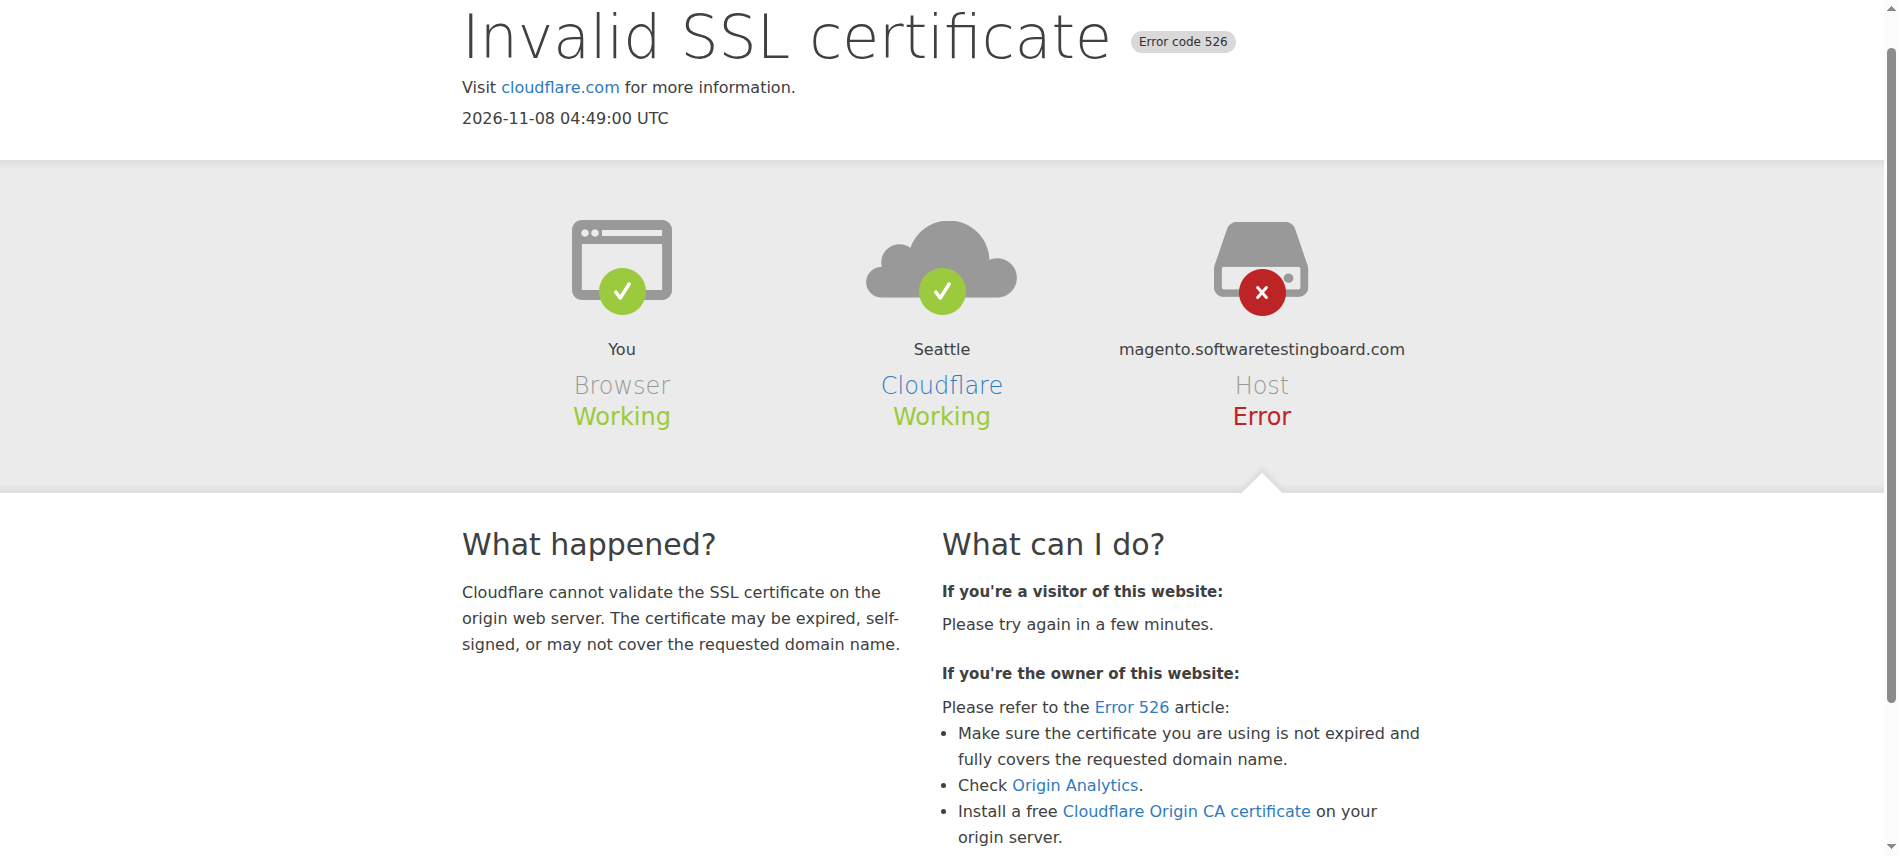 Invalid SSL certificate Error code 526
Visit cloudflare.com for more information.
2026-11-08 04:49:00 UTC
You
Browser
Working
Seattle
Cloudflare
Working
magento.softwaretestingboard.com
Host
Error
What happened?
Cloudflare cannot validate the SSL certificate on the
origin web server. The certificate may be expired, self-
signed, or may not cover the requested domain name.
What can I do?
If you're a visitor of this website:
Please try again in a few minutes.
If you're the owner of this website:
Please refer to the Error 526 article:
• Make sure the certificate you are using is not expired and
fully covers the requested domain name.
• Check Origin Analytics.
• Install a free Cloudflare Origin CA certificate on your
origin server.